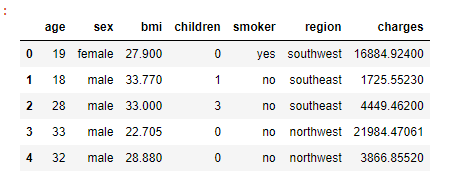 :
age sex bmi children smoker region charges
0 19 female 27.900 0 yes southwest 16884.92400
1 18 male 33.770 1 no southeast 1725.55230
2 28 male 33.000 3 no southeast 4449.46200
3 33 male 22.705 0 no northwest 21984.47061
4 32 male 28.880 0 no northwest 3866.85520